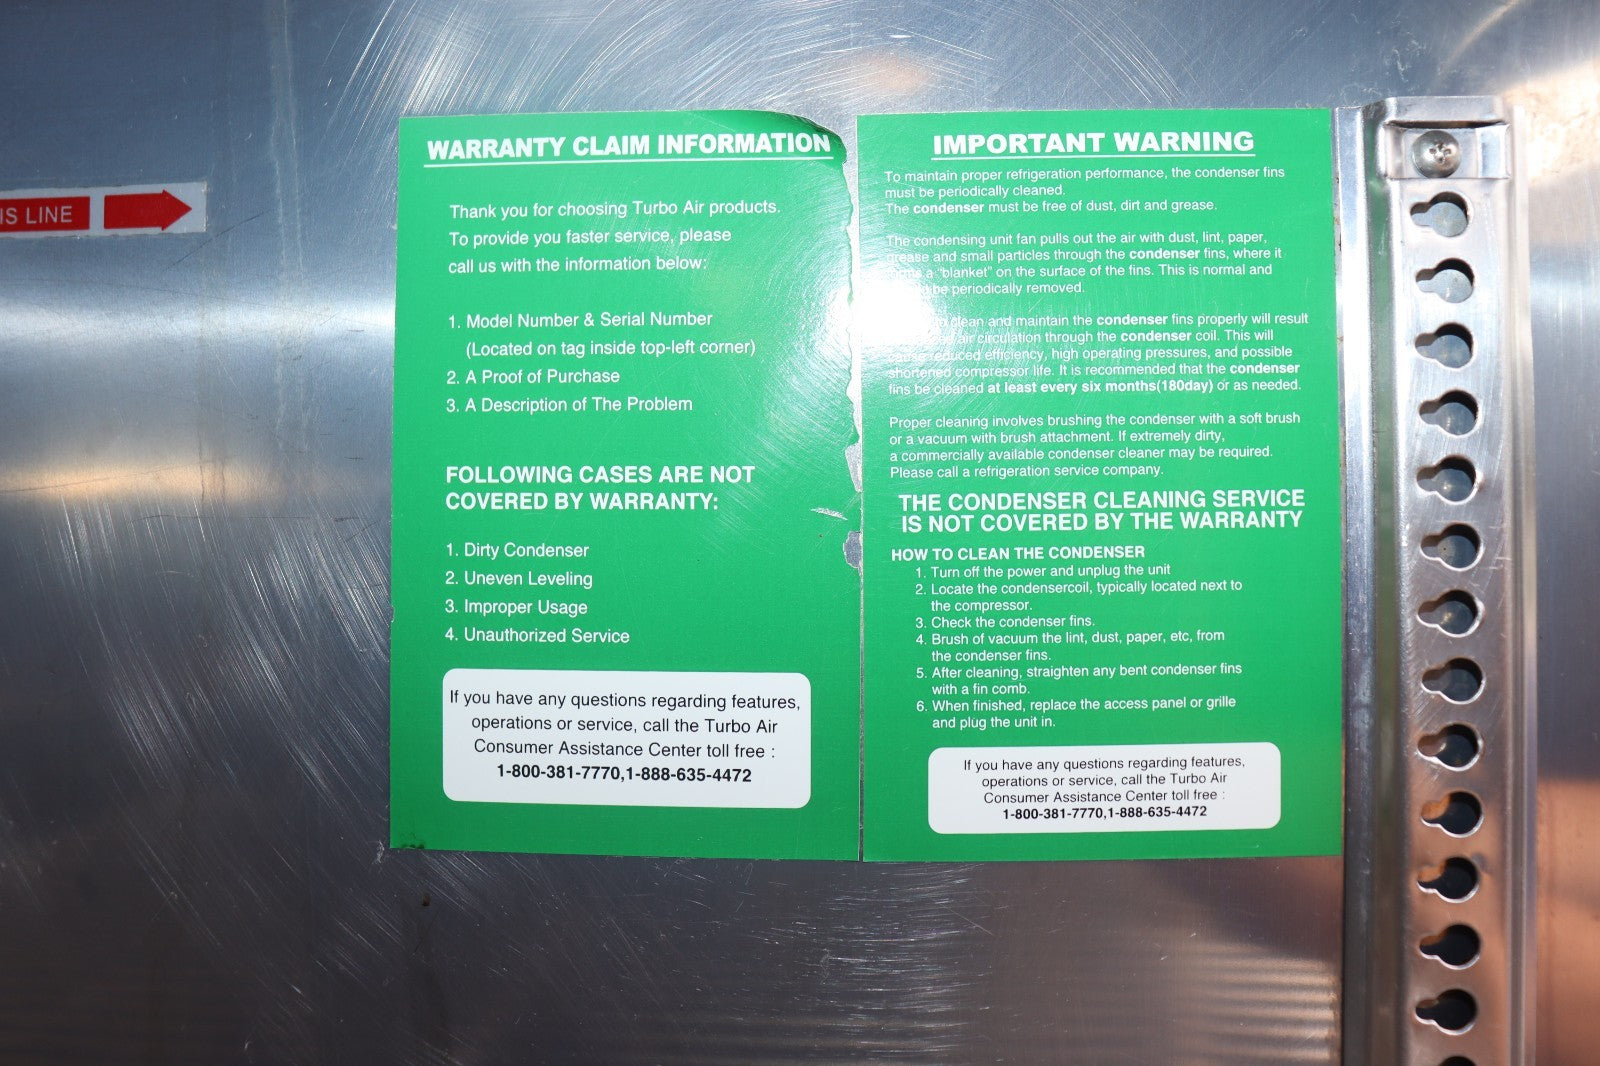 IS LINE
WARRANTY CLAIM INFORMATION
Thank you for choosing Turbo Air products.
To provide you faster service, please
call us with the information below:
1. Model Number & Serial Number
(Located on tag inside top-left corner)
2. A Proof of Purchase
3. A Description of The Problem
FOLLOWING CASES ARE NOT
COVERED BY WARRANTY:
1. Dirty Condenser
2. Uneven Leveling
3. Improper Usage
4. Unauthorized Service
If you have any questions regarding features,
operations or service, call the Turbo Air
Consumer Assistance Center toll free :
1-800-381-7770,1-888-635-4472
IMPORTANT WARNING
To maintain proper refrigeration performance, the condenser fins
must be periodically cleaned.
The condenser must be free of dust, dirt and grease.
The condensing unit fan pulls out the air with dust, lint, paper,
grease and small particles through the condenser fins, where it
a "blanket" on the surface of the fins. This is normal and
be periodically removed.
to clean and maintain the condenser fins properly will result
air circulation through the condenser coil. This will
cause reduced efficiency, high operating pressures, and possible
shortened compressor life. It is recommended that the condenser
fins be cleaned at least every six months(180day) or as needed.
Proper cleaning involves brushing the condenser with a soft brush
or a vacuum with brush attachment. If extremely dirty,
a commercially available condenser cleaner may be required.
Please call a refrigeration service company.
THE CONDENSER CLEANING SERVICE
IS NOT COVERED BY THE WARRANTY
HOW TO CLEAN THE CONDENSER
1. Turn off the power and unplug the unit
2. Locate the condensercoil, typically located next to
the compressor.
3. Check the condenser fins.
4. Brush of vacuum the lint, dust, paper, etc, from
the condenser fins.
5. After cleaning, straighten any bent condenser fins
with a fin comb.
6. When finished, replace the access panel or grille
and plug the unit in.
If you have any questions regarding features,
operations or service, call the Turbo Air
Consumer Assistance Center toll free :
1-800-381-7770,1-888-635-4472